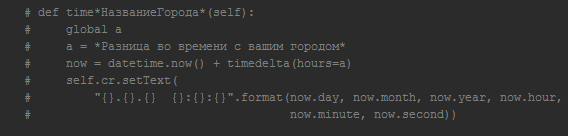 # def time*НазваниеГорода*(self):
#     global a
#     a = *Разница во времени с вашим городом*
#     now = datetime.now() + timedelta(hours=a)
#     self.cr.setText(
#         "{}.{}.{}  {}:{}:{}".format(now.day, now.month, now.year, now.hour,
#                                     now.minute, now.second))